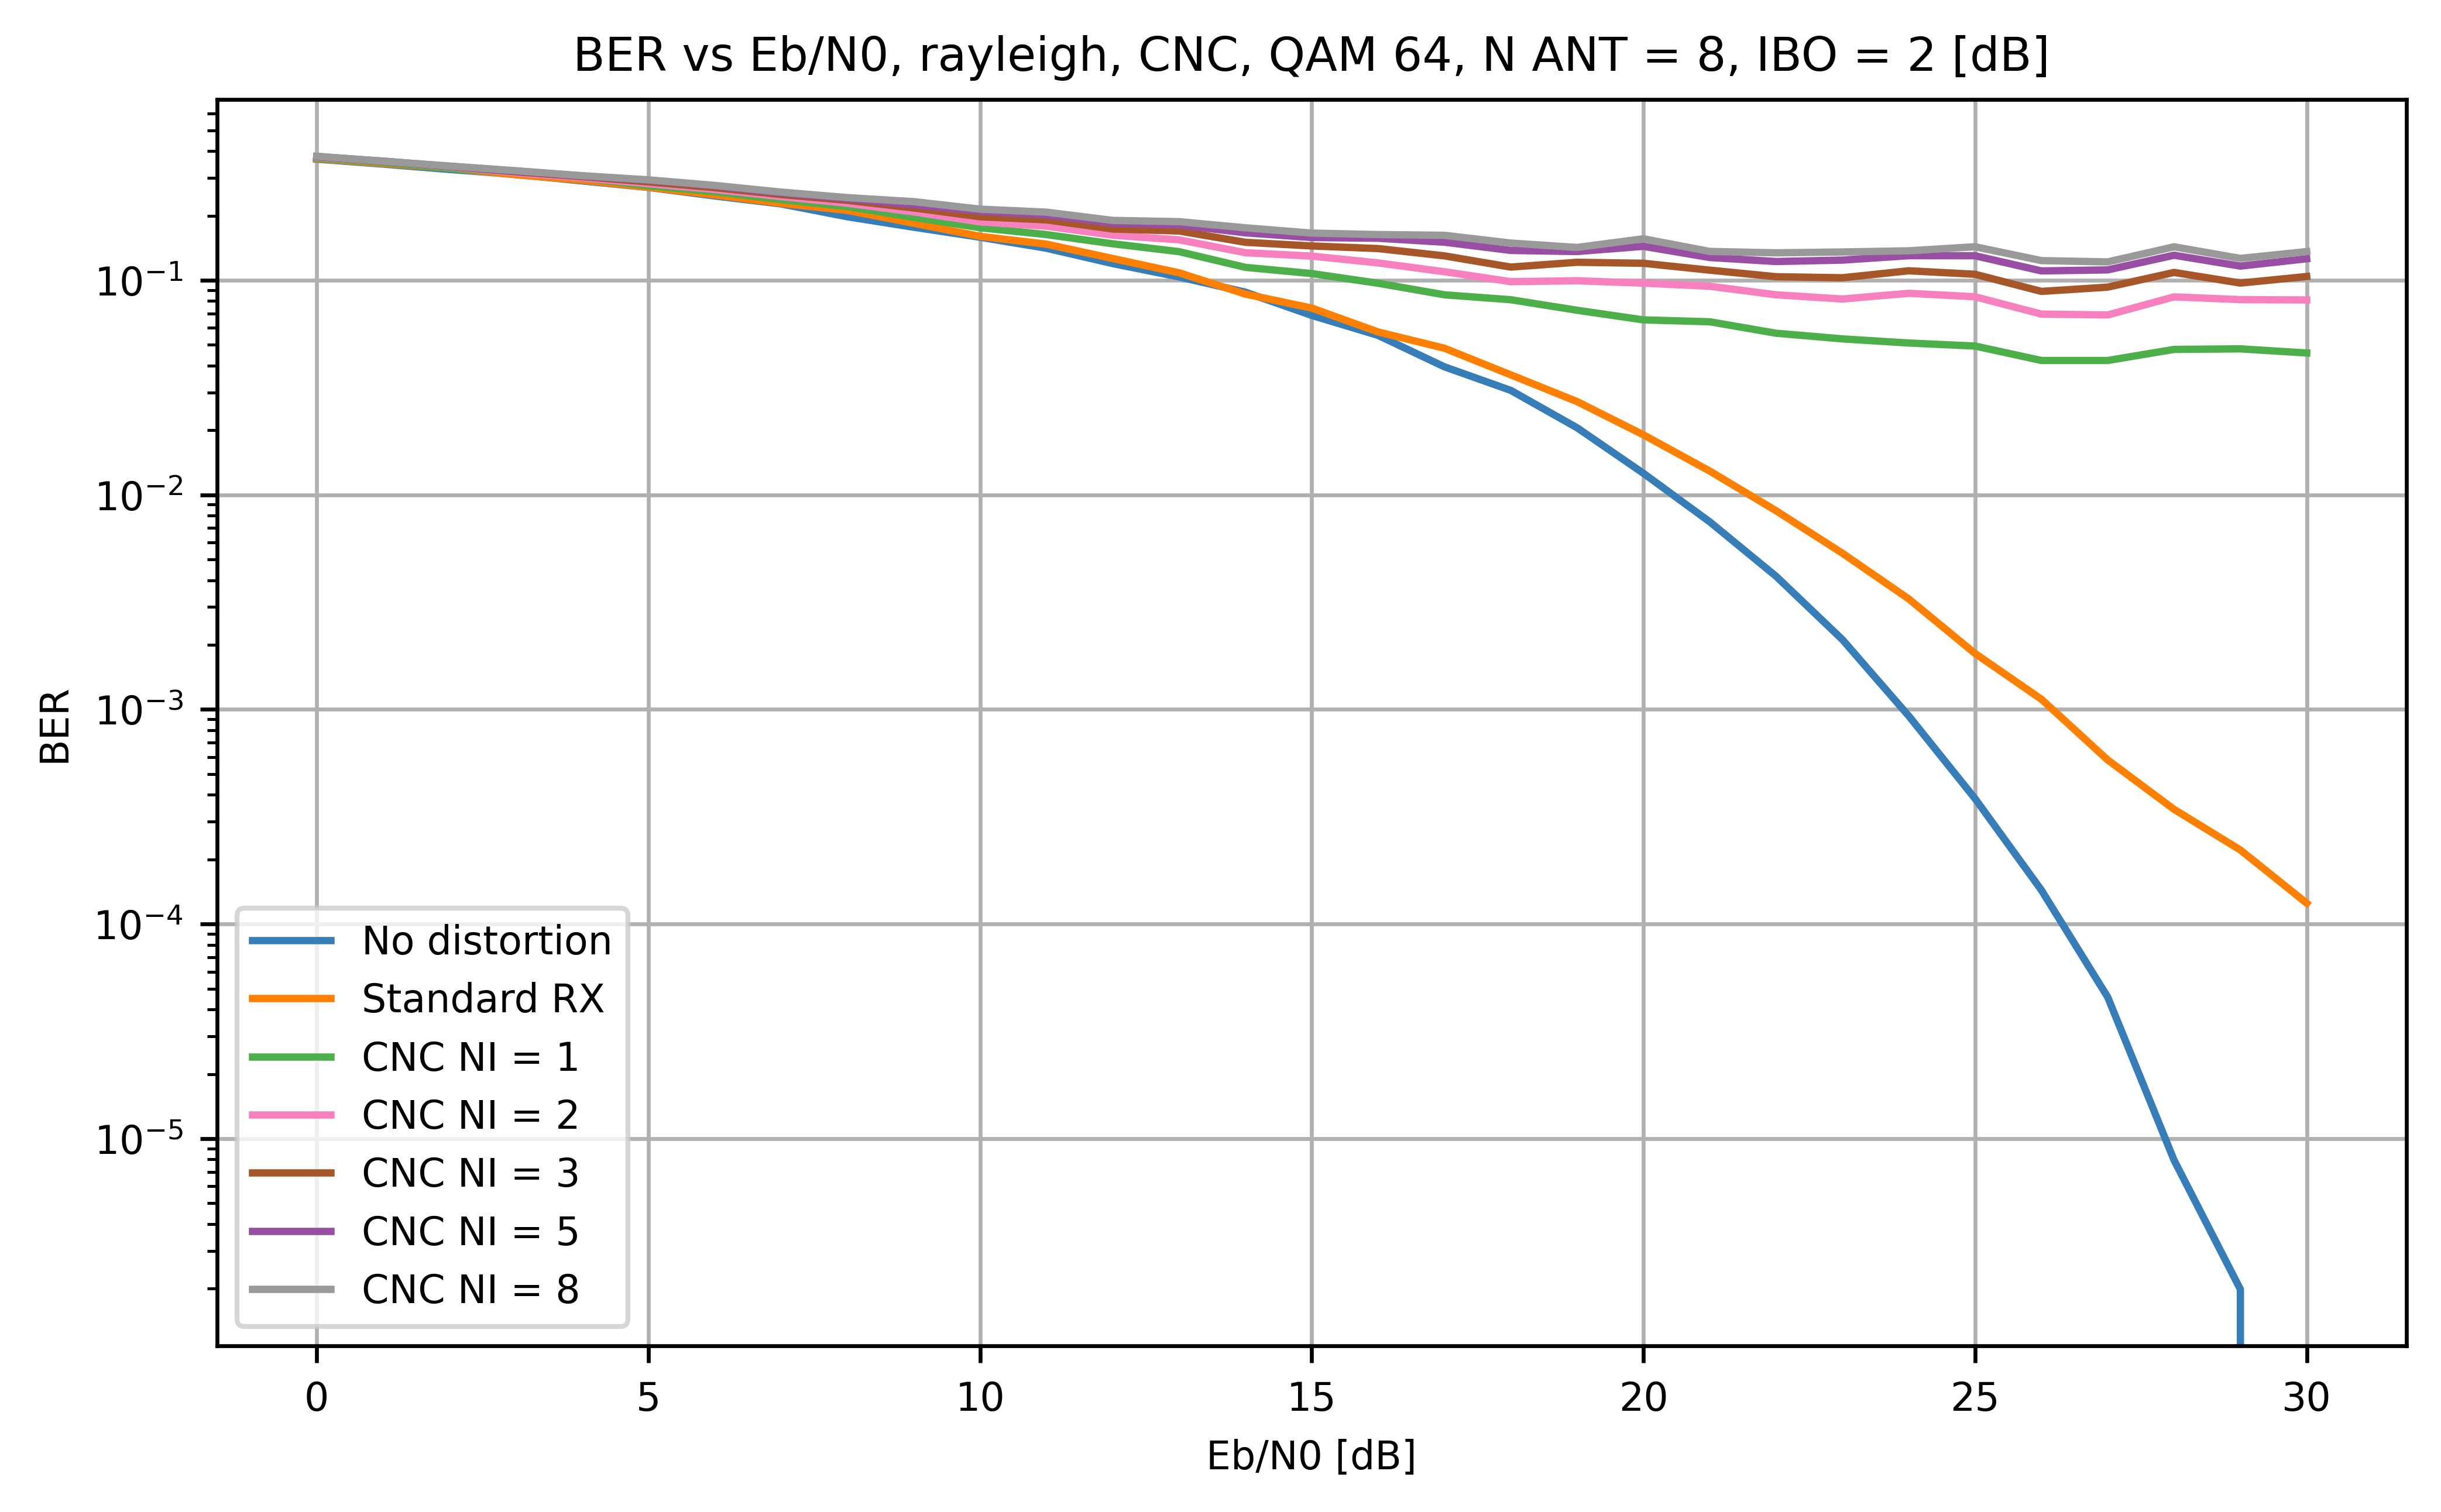 BER vs Eb/N0, rayleigh, CNC, QAM 64, N ANT = 8, IBO = 2 [dB]
BER
10⁻¹
10⁻²
10⁻³
10⁻⁴
10⁻⁵
No distortion
Standard RX
CNC NI = 1
CNC NI = 2
CNC NI = 3
CNC NI = 5
CNC NI = 8
0 5 10 15 20 25 30
Eb/N0 [dB]